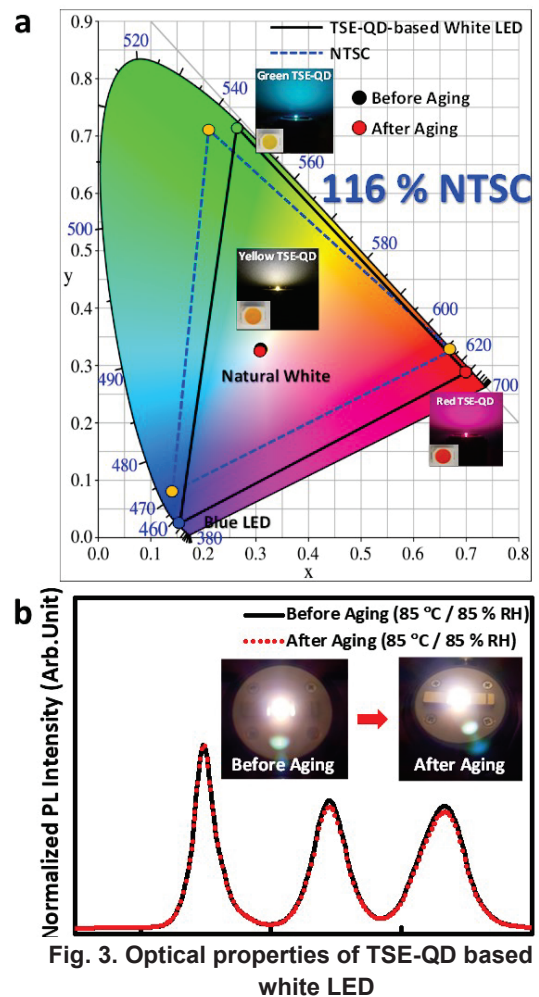 a
TSE-QD-based White LED
NTSC
Before Aging
After Aging
116 % NTSC
Green TSE-QD
Yellow TSE-QD
Natural White
Red TSE-QD
Blue LED
520
540
560
580
600
620
700
500
490
480
470
460
380
0.9
0.8
0.7
0.6
0.5
y
0.4
0.3
0.2
0.1
0.0
0.0 0.1 0.2 0.3 0.4 0.5 0.6 0.7 0.8
x
b
Before Aging (85 °C / 85 % RH)
After Aging (85 °C / 85 % RH)
Normalized PL Intensity (Arb.Unit)
Before Aging
After Aging
Fig. 3. Optical properties of TSE-QD based
white LED